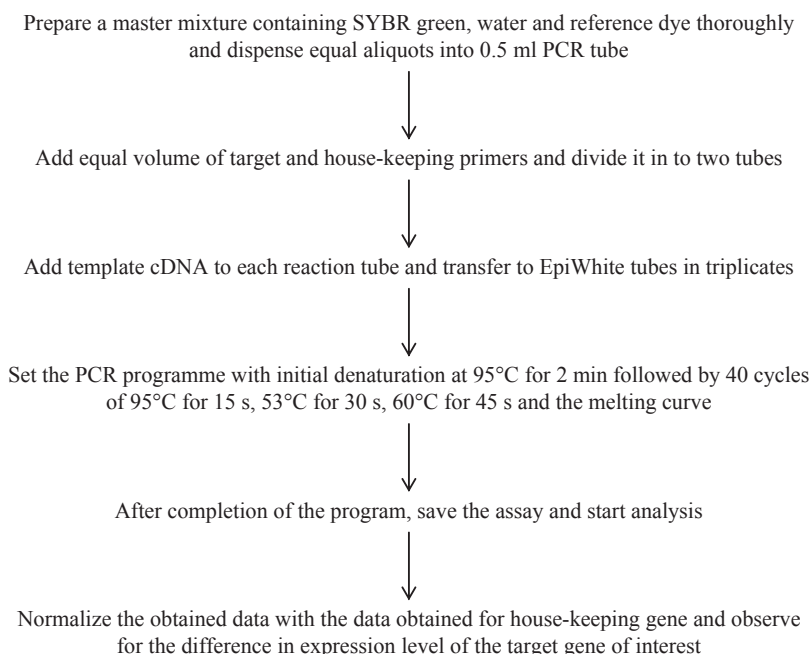 Prepare a master mixture containing SYBR green, water and reference dye thoroughly
and dispense equal aliquots into 0.5 ml PCR tube
Add equal volume of target and house-keeping primers and divide it in to two tubes
Add template cDNA to each reaction tube and transfer to EpiWhite tubes in triplicates
Set the PCR programme with initial denaturation at 95°C for 2 min followed by 40 cycles
of 95°C for 15 s, 53°C for 30 s, 60°C for 45 s and the melting curve
After completion of the program, save the assay and start analysis
Normalize the obtained data with the data obtained for house-keeping gene and observe
for the difference in expression level of the target gene of interest